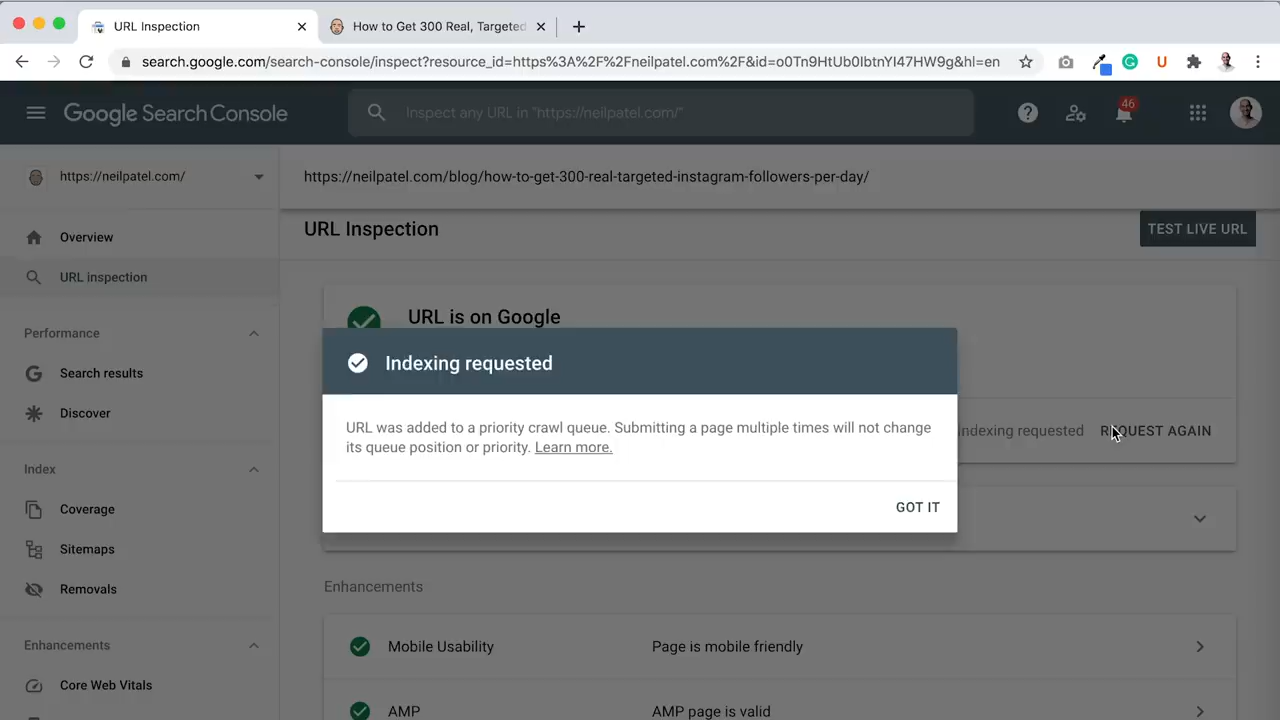 URL Inspection
How to Get 300 Real, Targeted
search.google.com/search-console/inspect?resource_id=https%3A%2F%2Fneilpatel.com%2F&id=o0Tn9HtUb0IbtnYI47HW9g&hl=en
Google Search Console
Inspect any URL in "https://neilpatel.com/"
46
https://neilpatel.com/
https://neilpatel.com/blog/how-to-get-300-real-targeted-instagram-followers-per-day/
Overview
URL inspection
Performance
Search results
Discover
Index
Coverage
Sitemaps
Removals
Enhancements
Core Web Vitals
URL Inspection
TEST LIVE URL
URL is on Google
Indexing requested
URL was added to a priority crawl queue. Submitting a page multiple times will not change
its queue position or priority. Learn more.
GOT IT
Indexing requested
REQUEST AGAIN
Enhancements
Mobile Usability
Page is mobile friendly
AMP
AMP page is valid